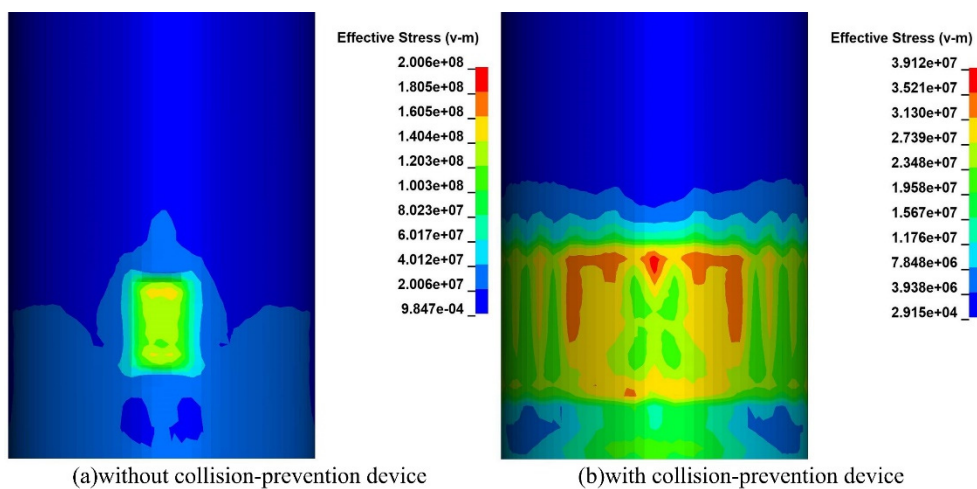 Effective Stress (v-m)
2.006e+08
1.805e+08
1.605e+08
1.404e+08
1.203e+08
1.003e+08
8.023e+07
6.017e+07
4.012e+07
2.006e+07
9.847e-04
Effective Stress (v-m)
3.912e+07
3.521e+07
3.130e+07
2.739e+07
2.348e+07
1.958e+07
1.567e+07
1.176e+07
7.848e+06
3.938e+06
2.915e+04
(a)without collision-prevention device
(b)with collision-prevention device